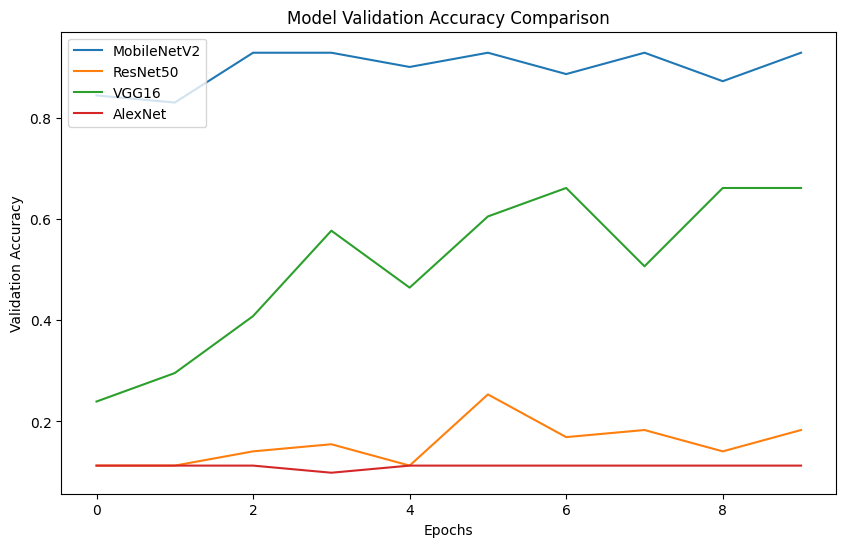 Model Validation Accuracy Comparison
MobileNetV2
ResNet50
VGG16
AlexNet
Validation Accuracy
0.8
0.6
0.4
0.2
0 2 4 6 8
Epochs